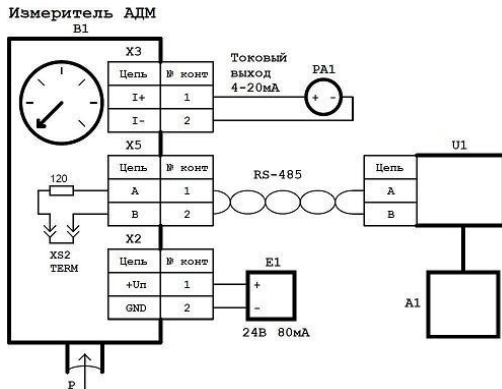 Измеритель АДМ
B1
X3
Цепь № конт
I+ 1
I- 2
Токовый
выход
4-20мА
PA1
+ -
X5
Цепь № конт
A 1
B 2
120
XS2
TERM
RS-485
U1
Цепь
A
B
X2
Цепь № конт
+Uп 1
GND 2
E1
+
-
24В 80мА
A1
P